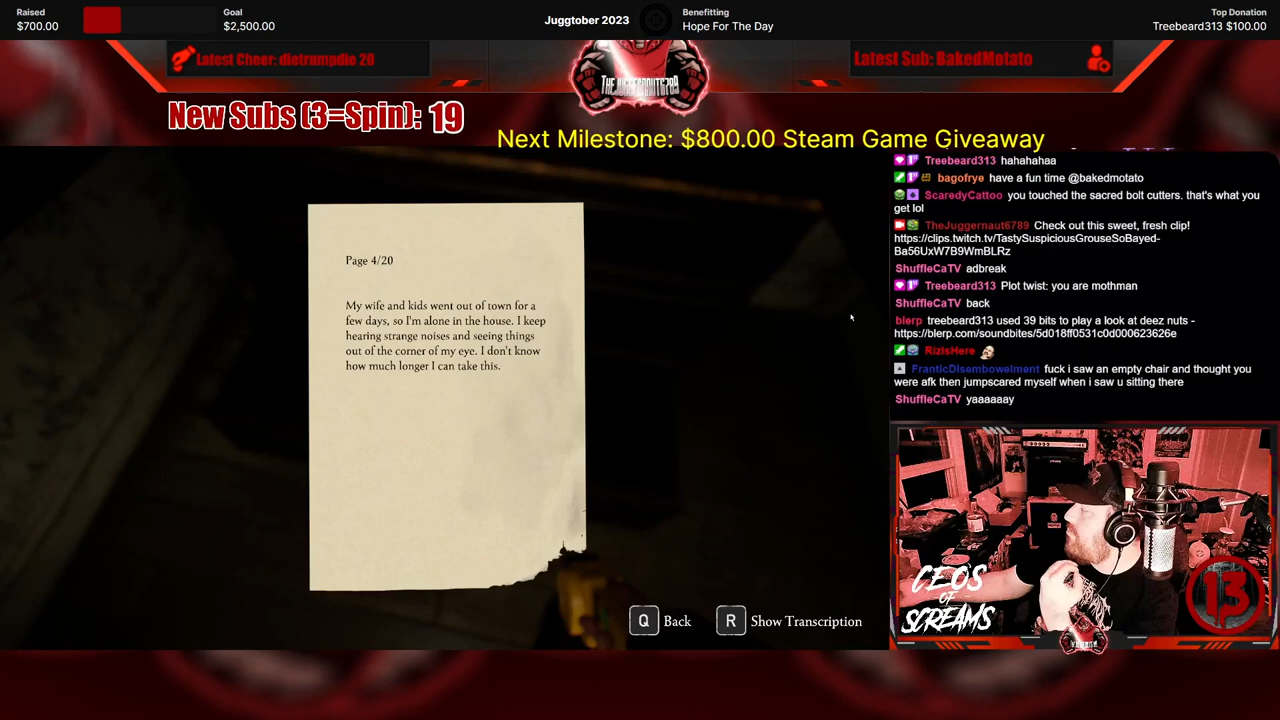 Raised
$700.00
Goal
$2,500.00
Juggtober 2023
Benefitting
Hope For The Day
Top Donation
Treebeard313 $100.00
Latest Cheer: dietrumpdie 20
THEJUGGERNAUT6789
Latest Sub: BakedMotato
New Subs (3=Spin): 19
Next Milestone: $800.00 Steam Game Giveaway
Page 4/20
My wife and kids went out of town for a
few days, so I'm alone in the house. I keep
hearing strange noises and seeing things
out of the corner of my eye. I don't know
how much longer I can take this.
Q Back
R Show Transcription
Treebeard313 hahahahaa
bagofrye have a fun time @bakedmotato
ScaredyCattoo you touched the sacred bolt cutters. that's what you
get lol
TheJuggernaut6789 Check out this sweet, fresh clip!
https://clips.twitch.tv/TastySuspiciousGrouseSoBayed-
Ba56UxW7B9WmBLRz
ShuffleCaTV adbreak
Treebeard313 Plot twist: you are mothman
ShuffleCaTV back
blerp treebeard313 used 39 bits to play a look at deez nuts -
https://blerp.com/soundbites/5d018ff0531c0d000623626e
RizIsHere
FranticDisembowelment fuck i saw an empty chair and thought you
were afk then jumpscared myself when i saw u sitting there
ShuffleCaTV yaaaaaay
CEOS
OF
SCREAMS
13